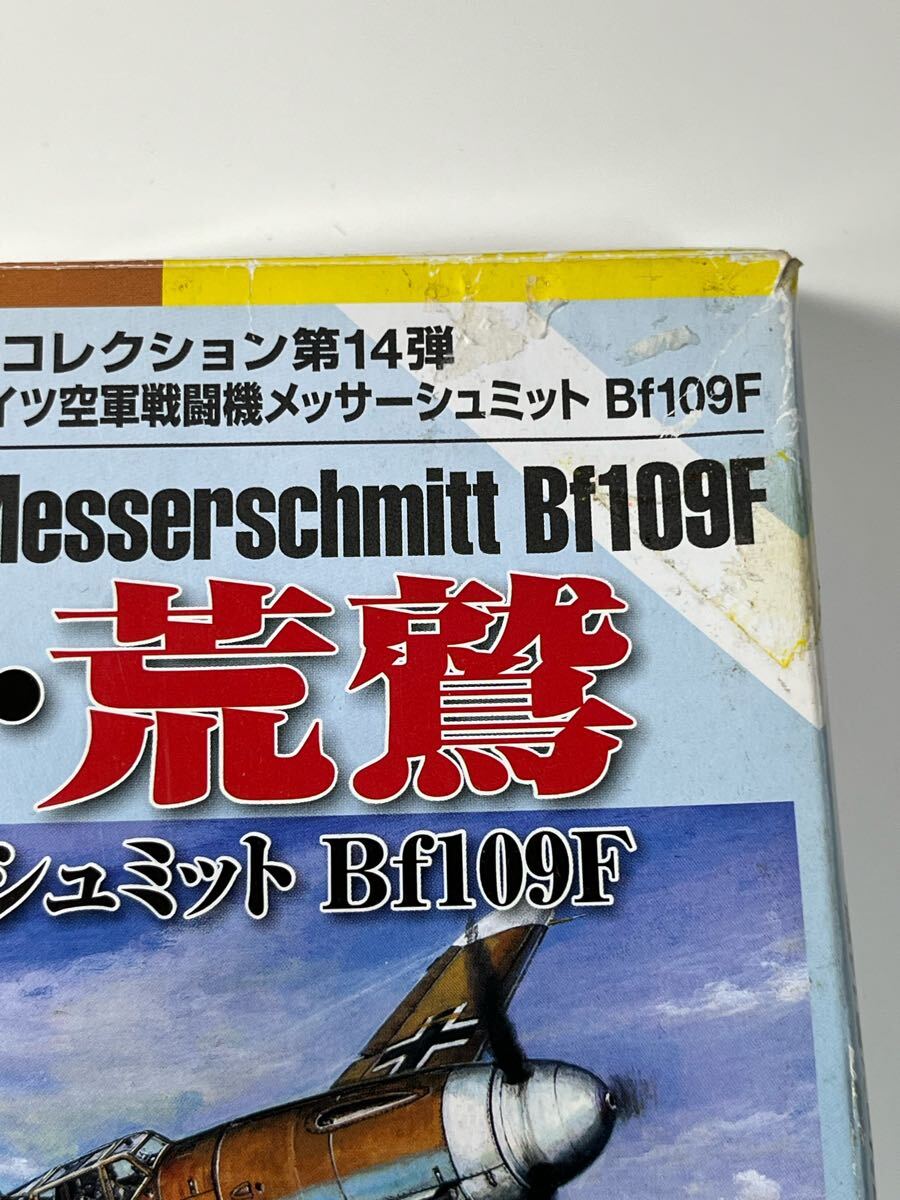 コレクション第14弾
イツ空軍戦闘機メッサーシュミット Bf109F
Messerschmitt Bf109F
・荒鷲
シュミット Bf109F